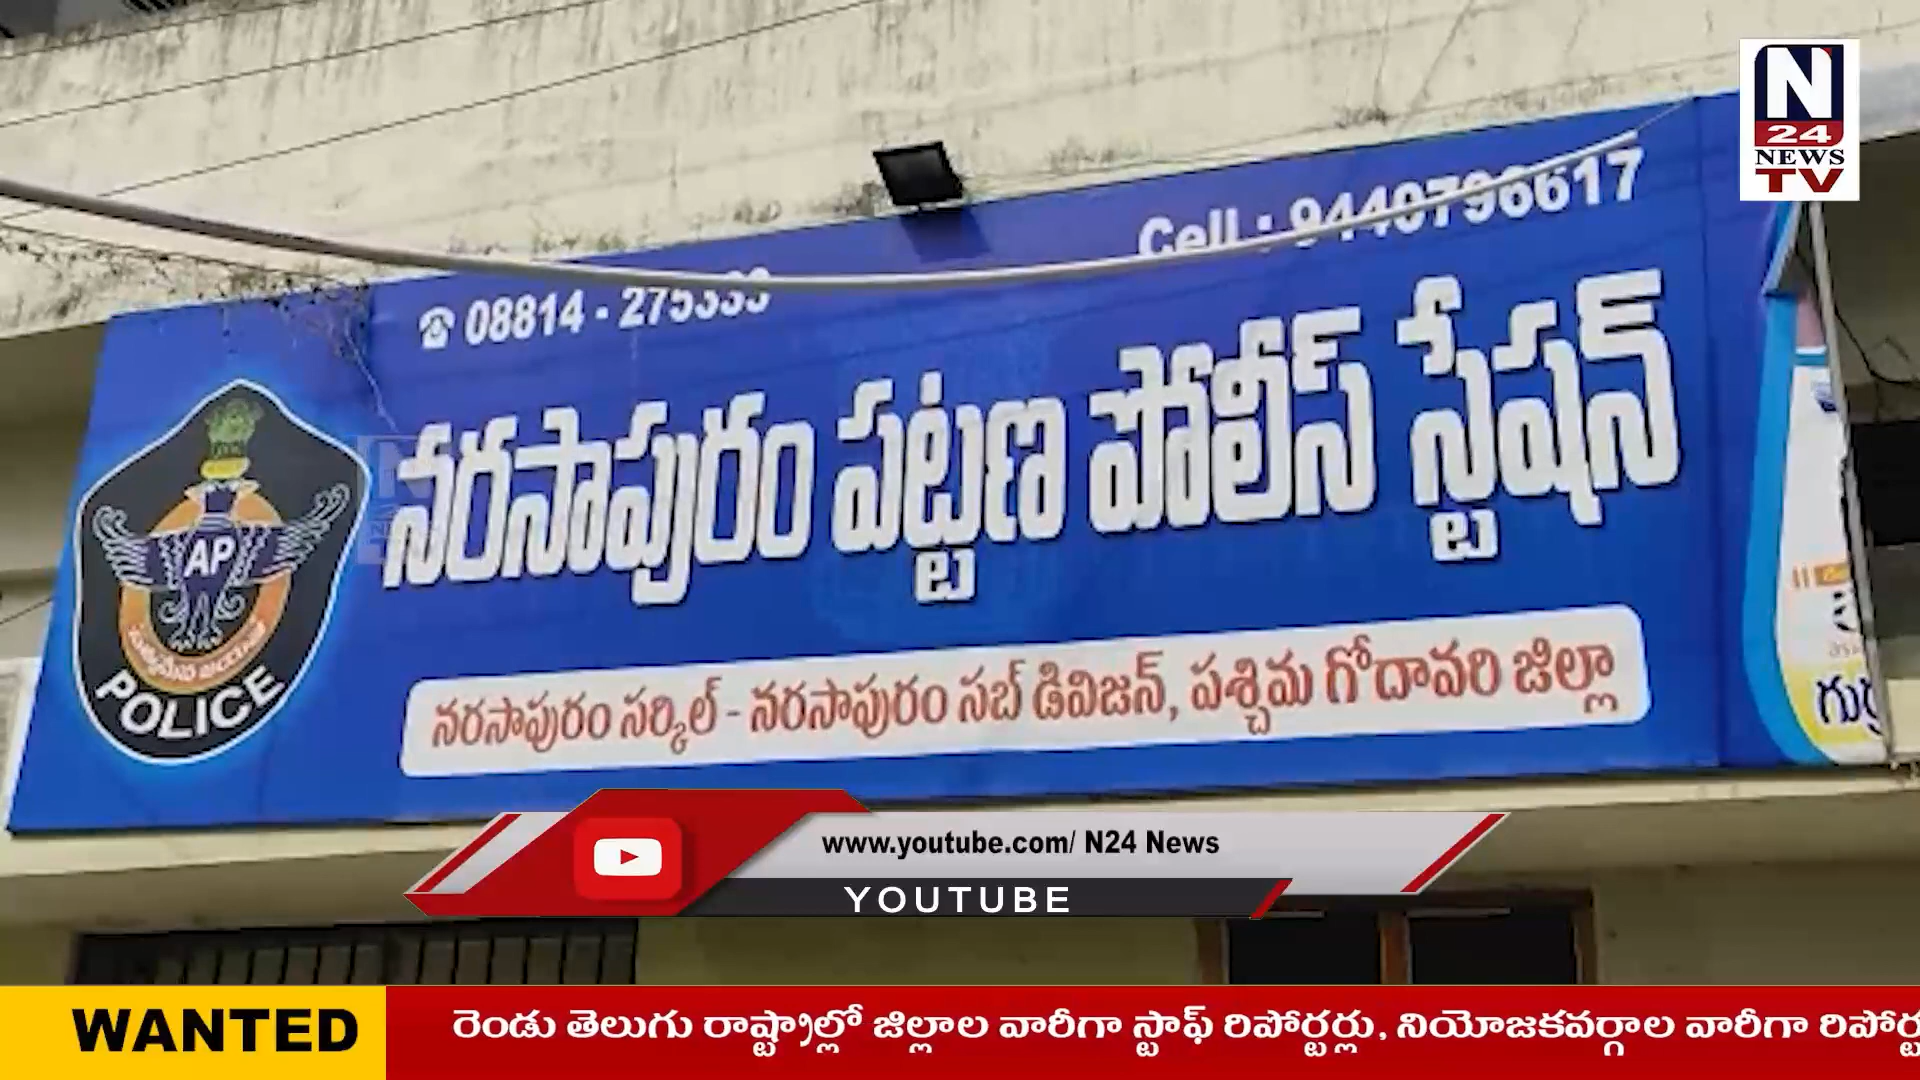 N
24
NEWS
TV
Cell : 9440796617
☎ 08814 - 275333
నరసాపురం పట్టణ పోలీస్ స్టేషన్
AP
POLICE
నరసాపురం సర్కిల్ - నరసాపురం సబ్ డివిజన్, పశ్చిమ గోదావరి జిల్లా
www.youtube.com/ N24 News
YOUTUBE
WANTED
రెండు తెలుగు రాష్ట్రాల్లో జిల్లాల వారీగా స్టాఫ్ రిపోర్టర్లు, నియోజకవర్గాల వారీగా